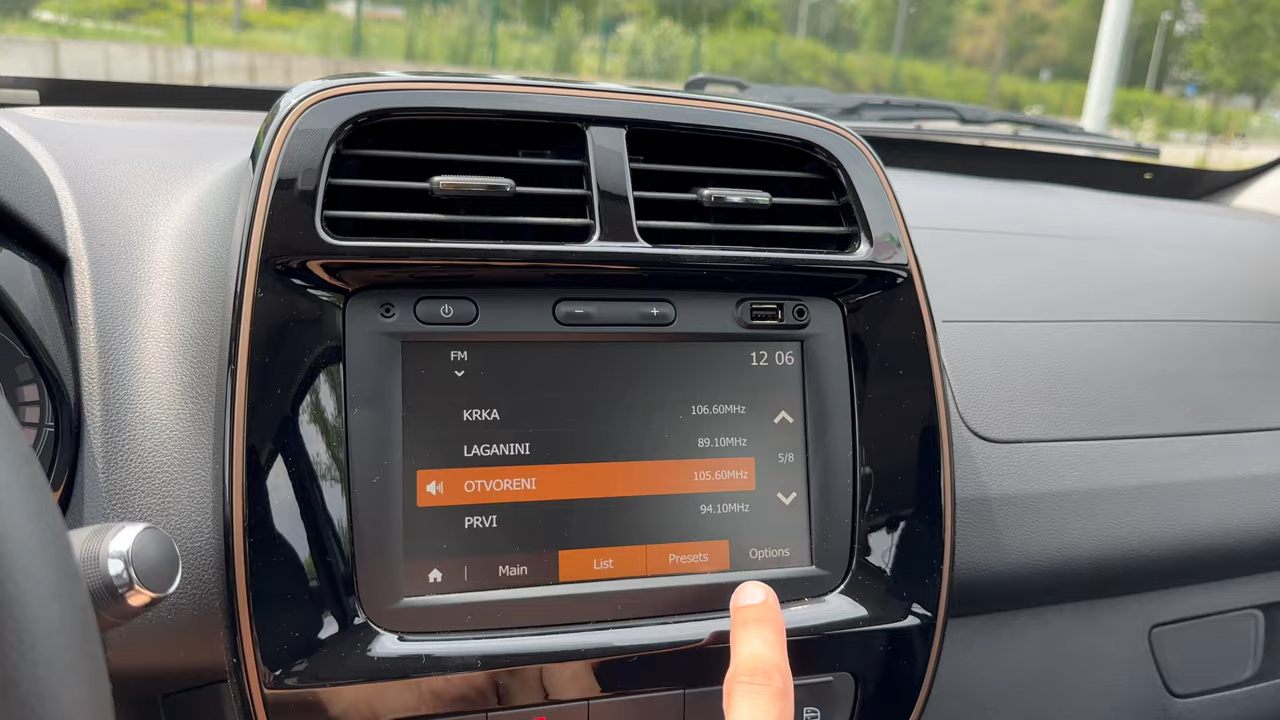 − +
FM 12 06
KRKA 106.60MHz
LAGANINI 89.10MHz
5/8
OTVORENI 105.60MHz
PRVI 94.10MHz
Main | List Presets Options